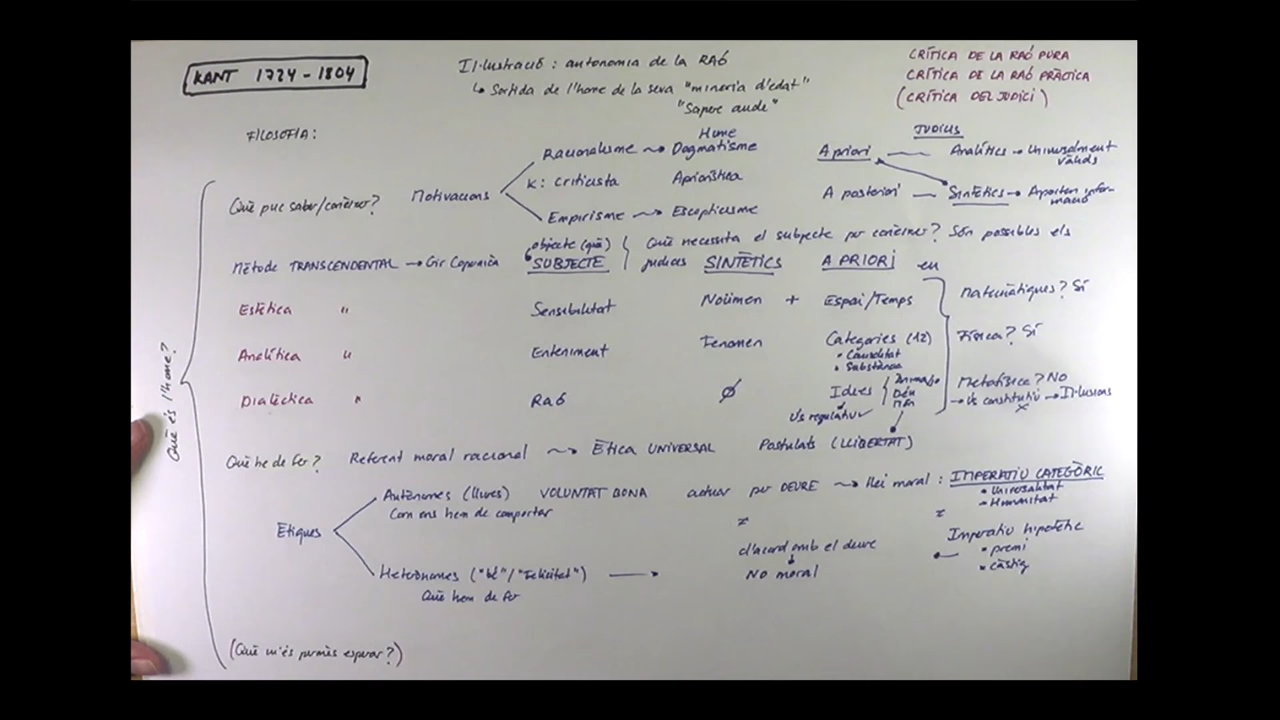 KANT 1724-1804
Il·lustració: autonomia de la RAÓ
↳ Sortida de l'home de la seva "minoria d'edat"
"Sapere aude"
CRÍTICA DE LA RAÓ PURA
CRÍTICA DE LA RAÓ PRÀCTICA
(CRÍTICA DEL JUDICI)
FILOSOFIA:
Què és l'home?
Què puc saber/conèixer? Motivacions
Hume
Racionalisme → Dogmatisme
K: Criticista Apriorística
Empirisme → Escepticisme
JUDICIS
A priori — Analítics → Universalment vàlids
A posteriori — Sintètics → Aporten informació
Mètode TRANSCENDENTAL → Gir Copernicà
objecte (què)
SUBJECTE
Què necessita el subjecte per conèixer? Són possibles els
judicis SINTÈTICS A PRIORI en
Estètica " Sensibilitat Noümen + Espai/Temps Matemàtiques? Sí
Analítica " Enteniment Fenomen Categories (12) Física? Sí
• Causalitat
• Substància
Dialèctica " Raó Ø Idees Ànima Déu Món Metafísica? NO
Ús regulatiu → Ús constitutiu → Il·lusions
Què he de fer? Referent moral racional → ÈTICA UNIVERSAL Postulats (LLIBERTAT)
Ètiques
Autònomes (lliures) VOLUNTAT BONA actuar per DEURE → llei moral: IMPERATIU CATEGÒRIC
Com ens hem de comportar
• Universalitat
• Humanitat
≠ ≠
d'acord amb el deure Imperatiu hipotètic
• premi
• càstig
Heterònomes ("bé"/"Felicitat") → No moral
Què hem de fer
(Què m'és permès esperar?)